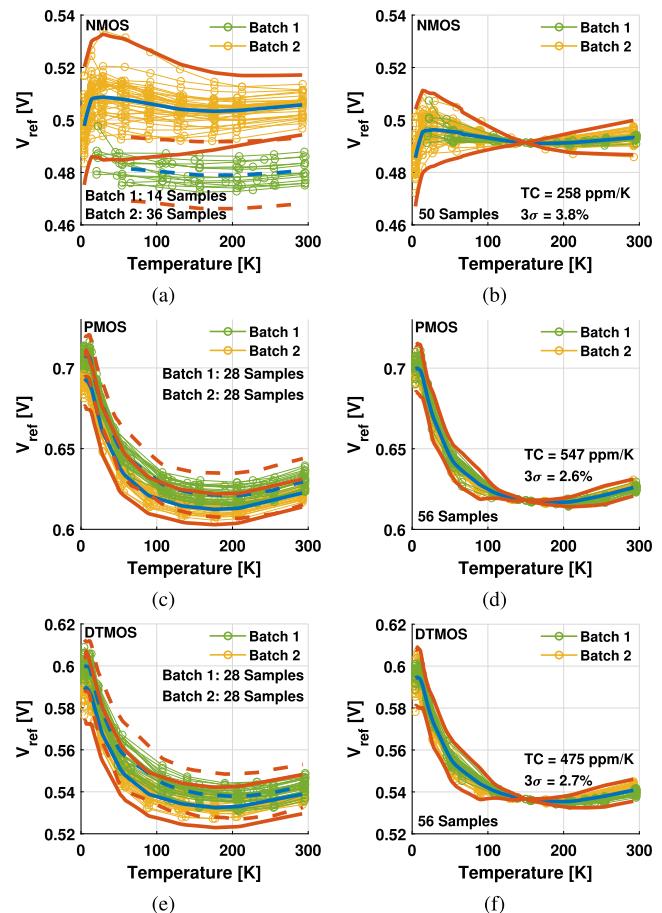 NMOS
Batch 1
Batch 2
Batch 1: 14 Samples
Batch 2: 36 Samples
0.54
0.52
0.5
0.48
0.46
V_ref [V]
0 100 200 300
Temperature [K]
(a)
NMOS
Batch 1
Batch 2
TC = 258 ppm/K
3σ = 3.8%
50 Samples
0.54
0.52
0.5
0.48
0.46
V_ref [V]
0 100 200 300
Temperature [K]
(b)
PMOS
Batch 1
Batch 2
Batch 1: 28 Samples
Batch 2: 28 Samples
0.7
0.65
0.6
V_ref [V]
0 100 200 300
Temperature [K]
(c)
PMOS
Batch 1
Batch 2
TC = 547 ppm/K
3σ = 2.6%
56 Samples
0.7
0.65
0.6
V_ref [V]
0 100 200 300
Temperature [K]
(d)
DTMOS
Batch 1
Batch 2
Batch 1: 28 Samples
Batch 2: 28 Samples
0.62
0.6
0.58
0.56
0.54
0.52
V_ref [V]
0 100 200 300
Temperature [K]
(e)
DTMOS
Batch 1
Batch 2
TC = 475 ppm/K
3σ = 2.7%
56 Samples
0.62
0.6
0.58
0.56
0.54
0.52
V_ref [V]
0 100 200 300
Temperature [K]
(f)